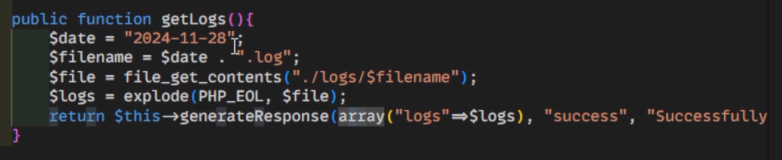 public function getLogs(){
$date = "2024-11-28";
$filename = $date . ".log";
$file = file_get_contents("./logs/$filename");
$logs = explode(PHP_EOL, $file);
return $this->generateResponse(array("logs"=>$logs), "success", "Successfully
}